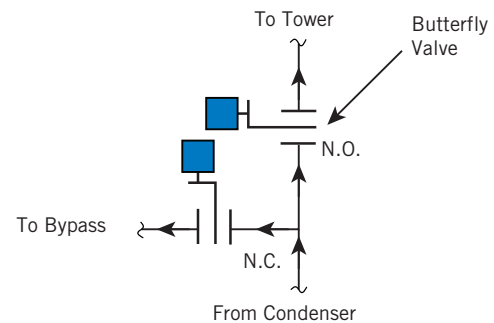 To Tower
Butterfly
Valve
N.O.
To Bypass
N.C.
From Condenser